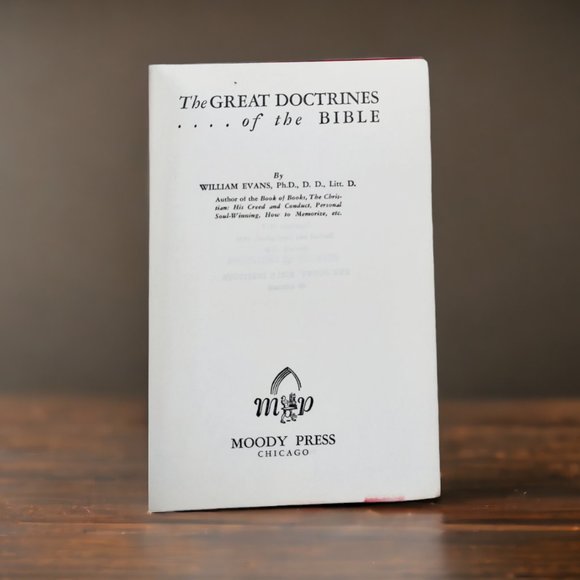 The GREAT DOCTRINES
.... of the BIBLE
By
WILLIAM EVANS, Ph.D., D. D., Litt. D.
Author of the Book of Books, The Chris-
tian: His Creed and Conduct, Personal
Soul-Winning, How to Memorize, etc.
mp
MOODY PRESS
CHICAGO